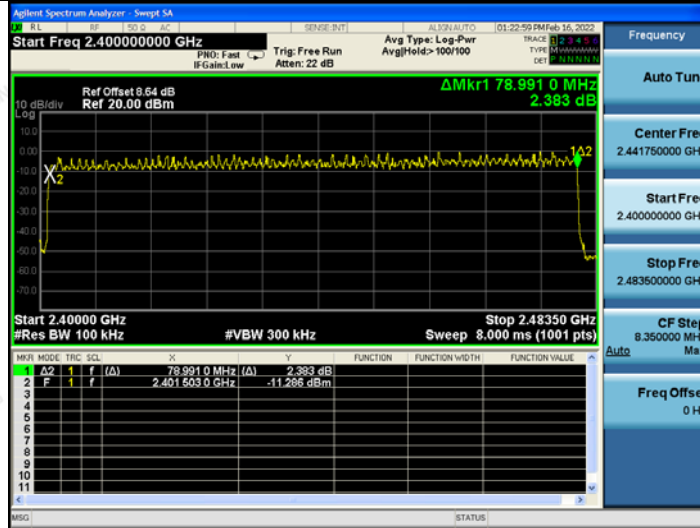 Agilent Spectrum Analyzer - Swept SA
RL RF 50 Ω AC SENSE:INT ALIGN AUTO 01:22:59 PM Feb 16, 2022
Start Freq 2.400000000 GHz
PNO: Fast Trig: Free Run Avg Type: Log-Pwr TRACE 1 2 3 4 5 6
IFGain:Low Atten: 22 dB Avg|Hold:> 100/100 TYPE M
DET P N N N N N
Ref Offset 8.64 dB ΔMkr1 78.991 0 MHz
10 dB/div Ref 20.00 dBm 2.383 dB
Log
10.0
0.00
1Δ2
-10.0
X2
-20.0
-30.0
-40.0
-50.0
-60.0
-70.0
Start 2.40000 GHz Stop 2.48350 GHz
#Res BW 100 kHz #VBW 300 kHz Sweep 8.000 ms (1001 pts)
MKR MODE TRC SCL X Y FUNCTION FUNCTION WIDTH FUNCTION VALUE
1 Δ2 1 f (Δ) 78.991 0 MHz (Δ) 2.383 dB
2 F 1 f 2.401 503 0 GHz -11.286 dBm
3
4
5
6
7
8
9
10
11
MSG STATUS
Frequency
Auto Tun
Center Fre
2.441750000 GH
Start Fre
2.400000000 GH
Stop Fre
2.483500000 GH
CF Step
8.350000 MH
Auto Ma
Freq Offse
0 H